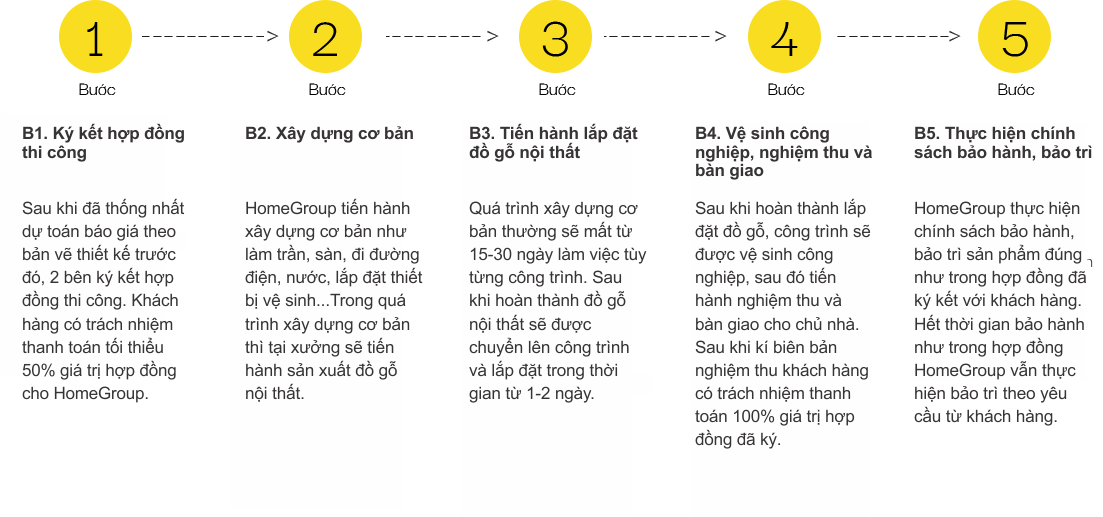 1
2
3
4
5
Bước
Bước
Bước
Bước
Bước
B1. Ký kết hợp đồng
thi công
Sau khi đã thống nhất
dự toán báo giá theo
bản vẽ thiết kế trước
đó, 2 bên ký kết hợp
đồng thi công. Khách
hàng có trách nhiệm
thanh toán tối thiểu
50% giá trị hợp đồng
cho HomeGroup.
B2. Xây dựng cơ bản
HomeGroup tiến hành
xây dựng cơ bản như
làm trần, sàn, đi đường
điện, nước, lắp đặt thiết
bị vệ sinh...Trong quá
trình xây dựng cơ bản
thì tại xưởng sẽ tiến
hành sản xuất đồ gỗ
nội thất.
B3. Tiến hành lắp đặt
đồ gỗ nội thất
Quá trình xây dựng cơ
bản thường sẽ mất từ
15-30 ngày làm việc tùy
từng công trình. Sau
khi hoàn thành đồ gỗ
nội thất sẽ được
chuyển lên công trình
và lắp đặt trong thời
gian từ 1-2 ngày.
B4. Vệ sinh công
nghiệp, nghiệm thu và
bàn giao
Sau khi hoàn thành lắp
đặt đồ gỗ, công trình sẽ
được vệ sinh công
nghiệp, sau đó tiến
hành nghiệm thu và
bàn giao cho chủ nhà.
Sau khi kí biên bản
nghiệm thu khách hàng
có trách nhiệm thanh
toán 100% giá trị hợp
đồng đã ký.
B5. Thực hiện chính
sách bảo hành, bảo trì
HomeGroup thực hiện
chính sách bảo hành,
bảo trì sản phẩm đúng
như trong hợp đồng đã
ký kết với khách hàng.
Hết thời gian bảo hành
như trong hợp đồng
HomeGroup vẫn thực
hiện bảo trì theo yêu
cầu từ khách hàng.